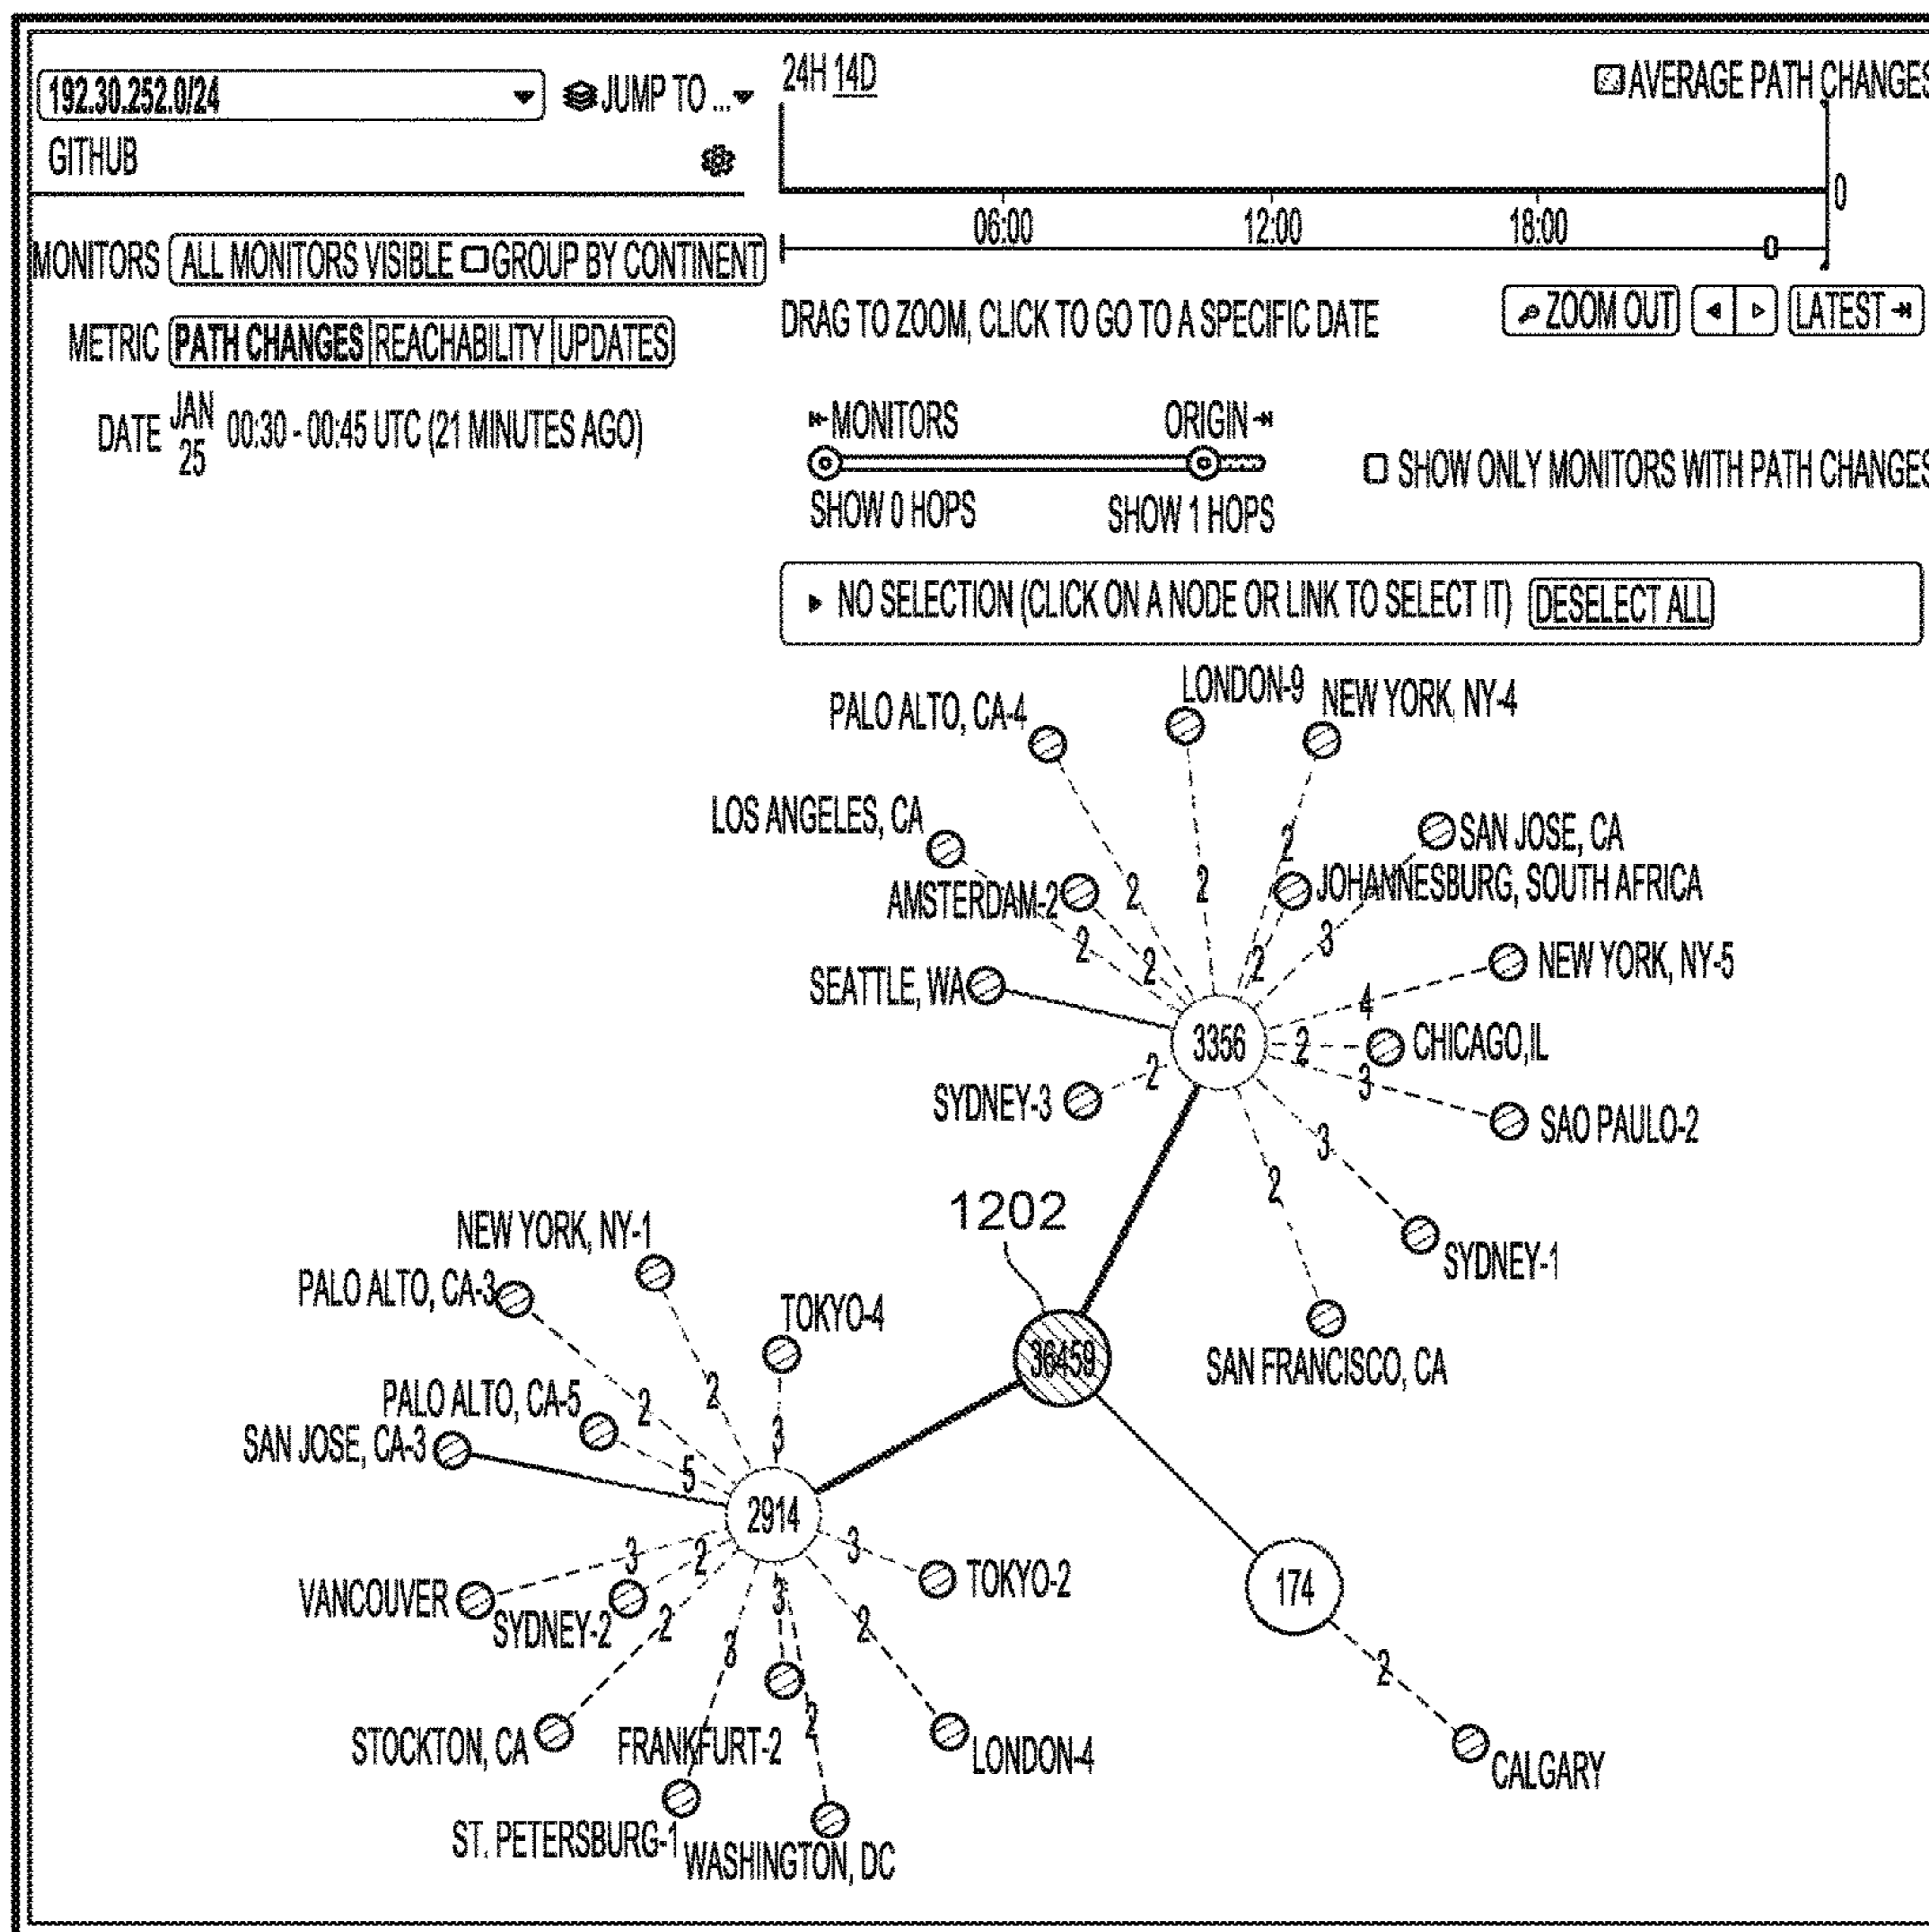 192.30.252.0/24
JUMP TO ...
GITHUB
24H 14D
AVERAGE PATH CHANGES
0
06:00 12:00 18:00
0
MONITORS ALL MONITORS VISIBLE GROUP BY CONTINENT
METRIC PATH CHANGES REACHABILITY UPDATES
DATE JAN 25 00:30 - 00:45 UTC (21 MINUTES AGO)
DRAG TO ZOOM, CLICK TO GO TO A SPECIFIC DATE
ZOOM OUT
LATEST
MONITORS ORIGIN
SHOW 0 HOPS SHOW 1 HOPS
SHOW ONLY MONITORS WITH PATH CHANGES
NO SELECTION (CLICK ON A NODE OR LINK TO SELECT IT) DESELECT ALL
LONDON-9
NEW YORK, NY-4
PALO ALTO, CA-4
LOS ANGELES, CA
SAN JOSE, CA
2
AMSTERDAM-2
2
2
JOHANNESBURG, SOUTH AFRICA
2
2
2
3
NEW YORK, NY-5
SEATTLE, WA
4
3356
2
CHICAGO,IL
2
3
SYDNEY-3
SAO PAULO-2
3
2
1202
NEW YORK, NY-1
SYDNEY-1
PALO ALTO, CA-3
TOKYO-4
36459
SAN FRANCISCO, CA
PALO ALTO, CA-5
2
2
SAN JOSE, CA-3
3
5
2914
3
2
3
TOKYO-2
174
VANCOUVER
3
SYDNEY-2
2
2
3
2
STOCKTON, CA
FRANKFURT-2
2
LONDON-4
CALGARY
ST. PETERSBURG-1
WASHINGTON, DC